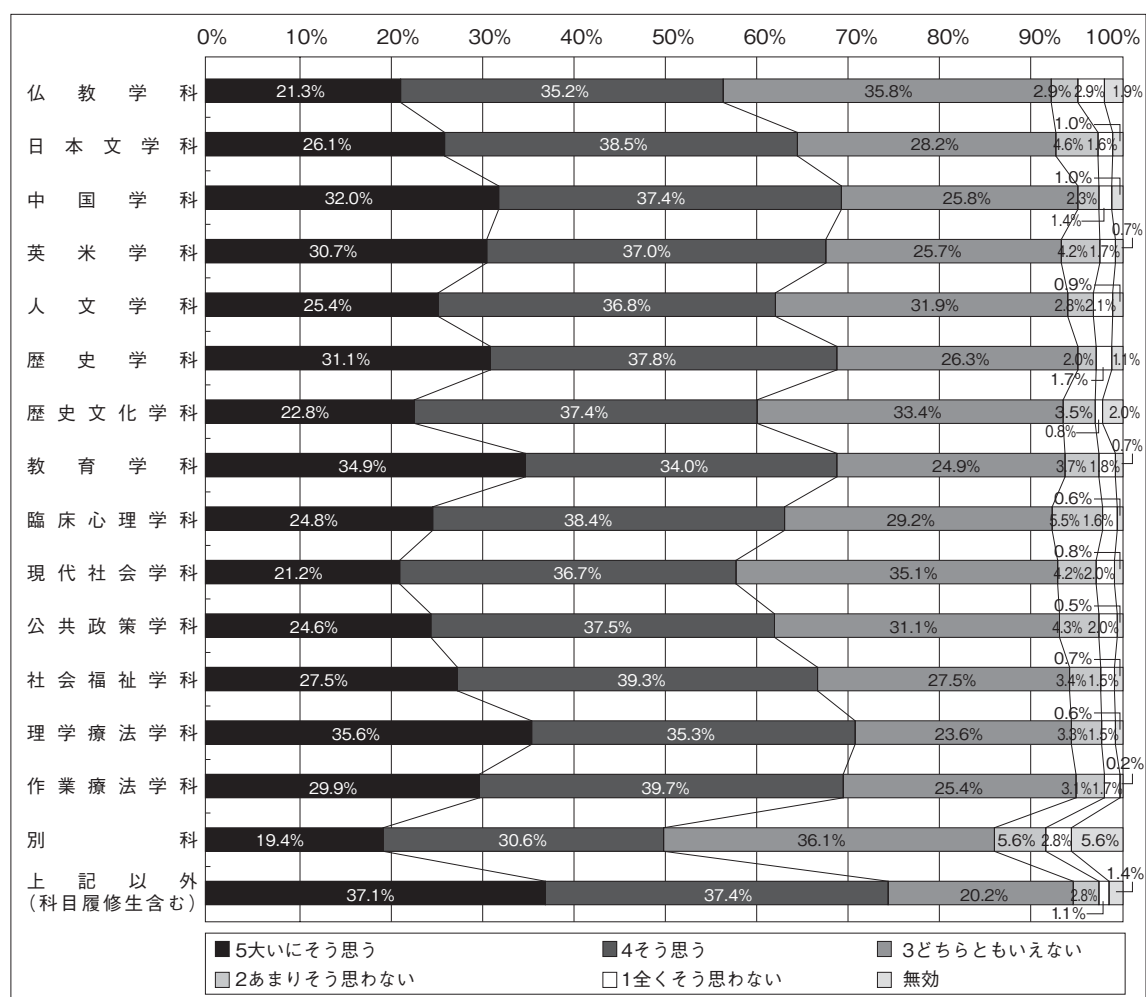 0% 10% 20% 30% 40% 50% 60% 70% 80% 90% 100%
仏教学科 21.3% 35.2% 35.8% 2.9% 2.9% 1.9%
1.0%
日本文学科 26.1% 38.5% 28.2% 4.6% 1.6%
1.0%
中国学科 32.0% 37.4% 25.8% 2.3%
1.4% 0.7%
英米学科 30.7% 37.0% 25.7% 4.2% 1.7%
0.9%
人文学科 25.4% 36.8% 31.9% 2.8% 2.1%
歴史学科 31.1% 37.8% 26.3% 2.0% 1.1%
1.7%
歴史文化学科 22.8% 37.4% 33.4% 3.5% 2.0%
0.8% 0.7%
教育学科 34.9% 34.0% 24.9% 3.7% 1.8%
0.6%
臨床心理学科 24.8% 38.4% 29.2% 5.5% 1.6%
0.8%
現代社会学科 21.2% 36.7% 35.1% 4.2% 2.0%
0.5%
公共政策学科 24.6% 37.5% 31.1% 4.3% 2.0%
0.7%
社会福祉学科 27.5% 39.3% 27.5% 3.4% 1.5%
0.6%
理学療法学科 35.6% 35.3% 23.6% 3.3% 1.5%
0.2%
作業療法学科 29.9% 39.7% 25.4% 3.1% 1.7%
別科 19.4% 30.6% 36.1% 5.6% 2.8% 5.6%
上記以外 1.4%
(科目履修生含む) 37.1% 37.4% 20.2% 2.8%
1.1%
5大いにそう思う 4そう思う 3どちらともいえない
2あまりそう思わない 1全くそう思わない 無効